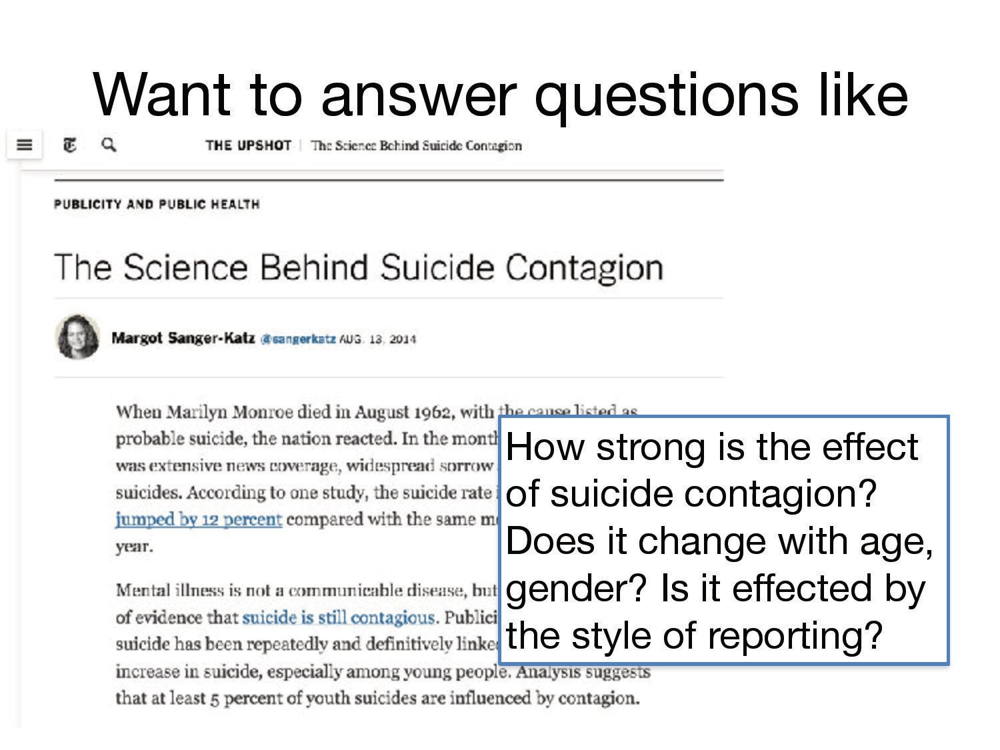 Want to answer questions like
THE UPSHOT | The Science Behind Suicide Contagion
PUBLICITY AND PUBLIC HEALTH
The Science Behind Suicide Contagion
Margot Sanger-Katz @sangerkatz AUG. 13, 2014
When Marilyn Monroe died in August 1962, with the cause listed as
probable suicide, the nation reacted. In the month
was extensive news coverage, widespread sorrow
suicides. According to one study, the suicide rate
jumped by 12 percent compared with the same
year.
Mental illness is not a communicable disease, but
of evidence that suicide is still contagious. Publici
suicide has been repeatedly and definitively linke
increase in suicide, especially among young people. Analysis suggests
that at least 5 percent of youth suicides are influenced by contagion.
How strong is the effect
of suicide contagion?
Does it change with age,
gender? Is it effected by
the style of reporting?